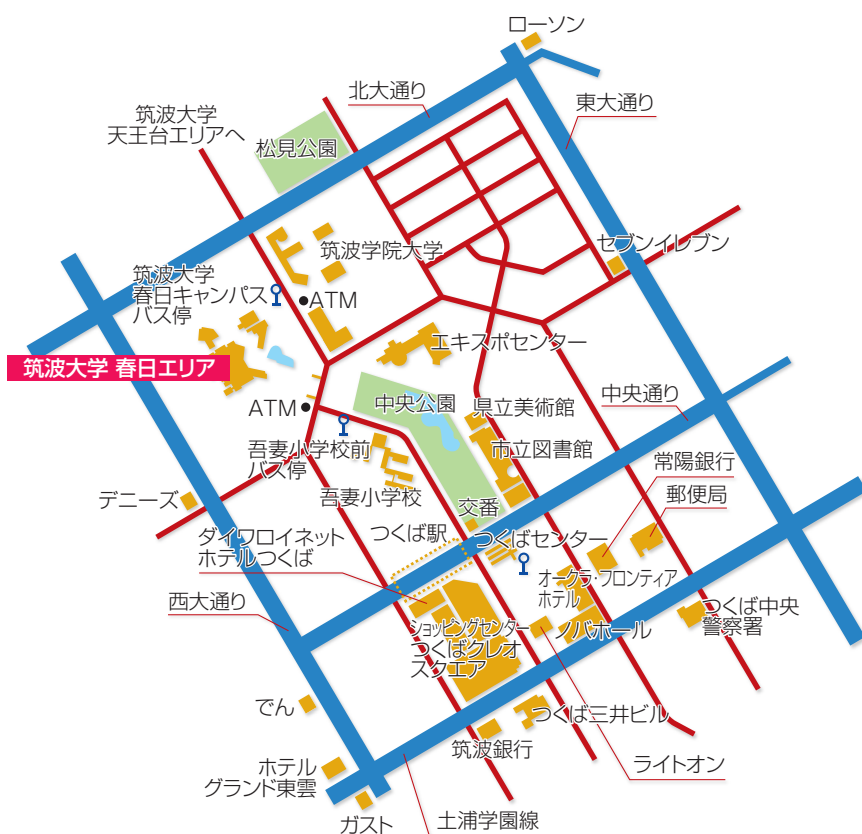 ローソン
北大通り
東大通り
筑波大学
天王台エリアへ
松見公園
筑波学院大学
セブンイレブン
筑波大学
春日キャンパス
バス停
ATM
エキスポセンター
筑波大学 春日エリア
中央通り
ATM
中央公園
県立美術館
吾妻小学校前
バス停
市立図書館
常陽銀行
デニーズ
吾妻小学校
郵便局
交番
ダイワロイネット
ホテルつくば
つくば駅
つくばセンター
オークラ・フロンティア
ホテル
西大通り
つくば中央
警察署
ショッピングセンター
つくばクレオ
スクエア
ノバホール
でん
つくば三井ビル
筑波銀行
ライトオン
ホテル
グランド東雲
ガスト
土浦学園線